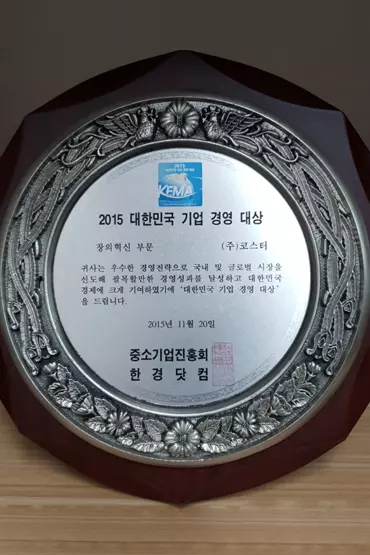 2015
KEMA
2015 대한민국 기업 경영 대상
창의혁신 부문 (주)코스터
귀사는 우수한 경영전략으로 국내 및 글로벌 시장을
선도해 괄목할만한 경영성과를 달성하고 대한민국
경제에 크게 기여하였기에 '대한민국 기업 경영 대상'
을 드립니다.
2015년 11월 20일
중소기업진흥회
한경닷컴